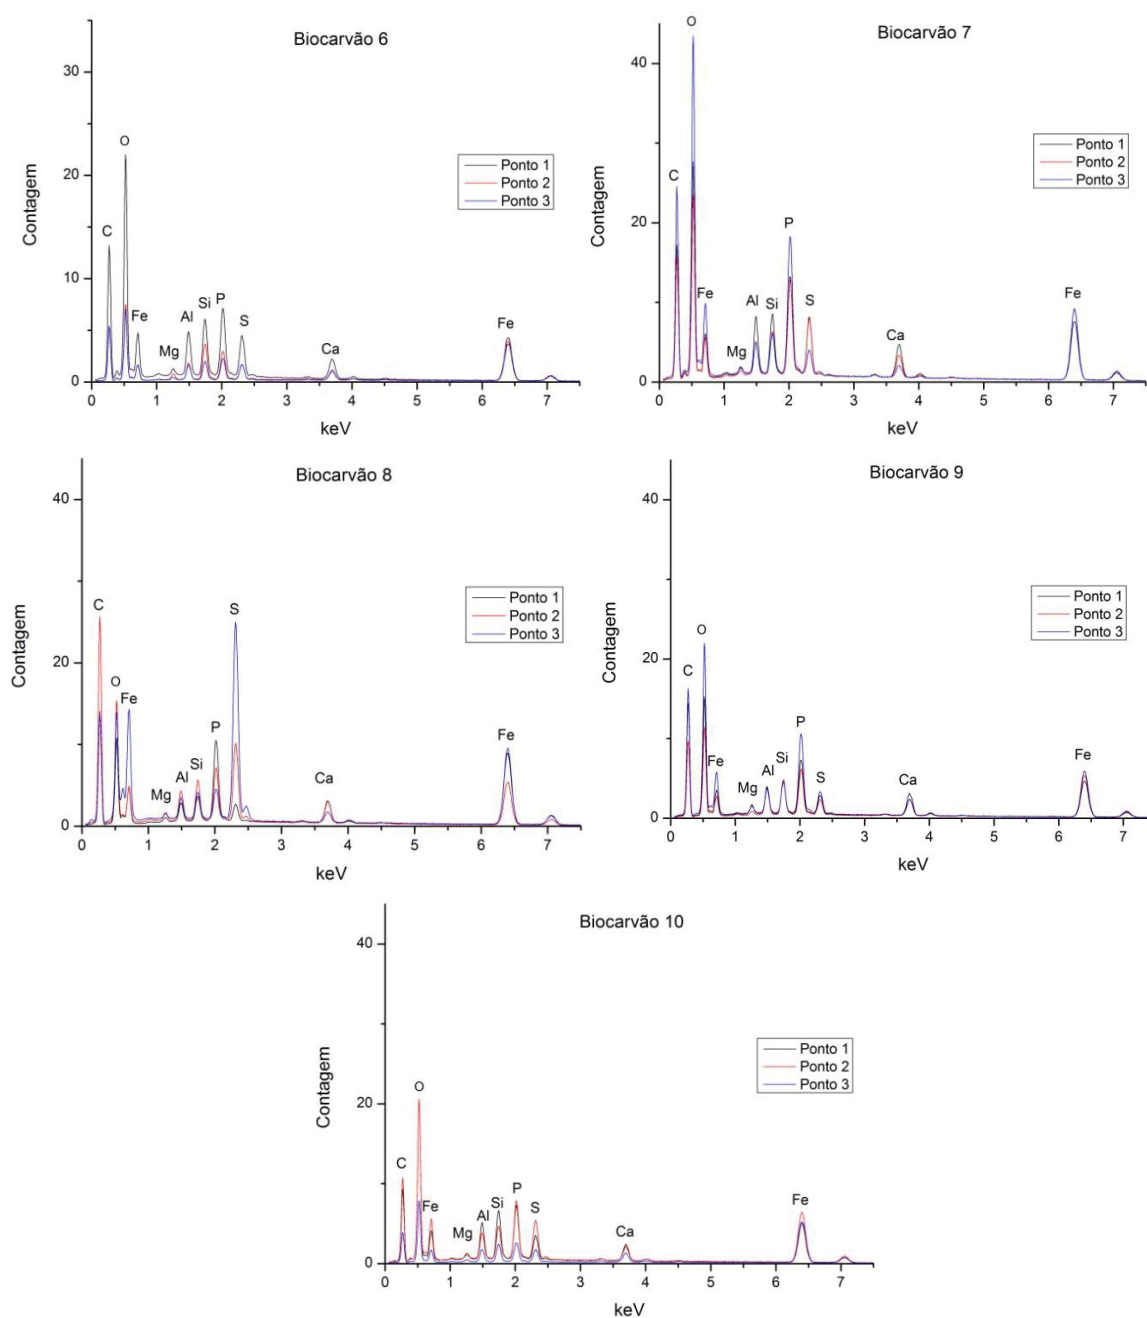 Biocarvão 6
30
20
10
0
Contagem
C
O
Fe
Mg
Al
Si
P
S
Ca
Fe
Ponto 1
Ponto 2
Ponto 3
0 1 2 3 4 5 6 7
keV
Biocarvão 7
40
20
0
Contagem
C
O
Fe
Mg
Al
Si
P
S
Ca
Fe
Ponto 1
Ponto 2
Ponto 3
0 1 2 3 4 5 6 7
keV
Biocarvão 8
40
20
0
Contagem
C
O
Fe
Mg
Al
Si
P
S
Ca
Fe
Ponto 1
Ponto 2
Ponto 3
0 1 2 3 4 5 6 7
keV
Biocarvão 9
40
20
0
Contagem
C
O
Fe
Mg
Al
Si
P
S
Ca
Fe
Ponto 1
Ponto 2
Ponto 3
0 1 2 3 4 5 6 7
keV
Biocarvão 10
40
20
0
Contagem
C
O
Fe
Mg
Al
Si
P
S
Ca
Fe
Ponto 1
Ponto 2
Ponto 3
0 1 2 3 4 5 6 7
keV